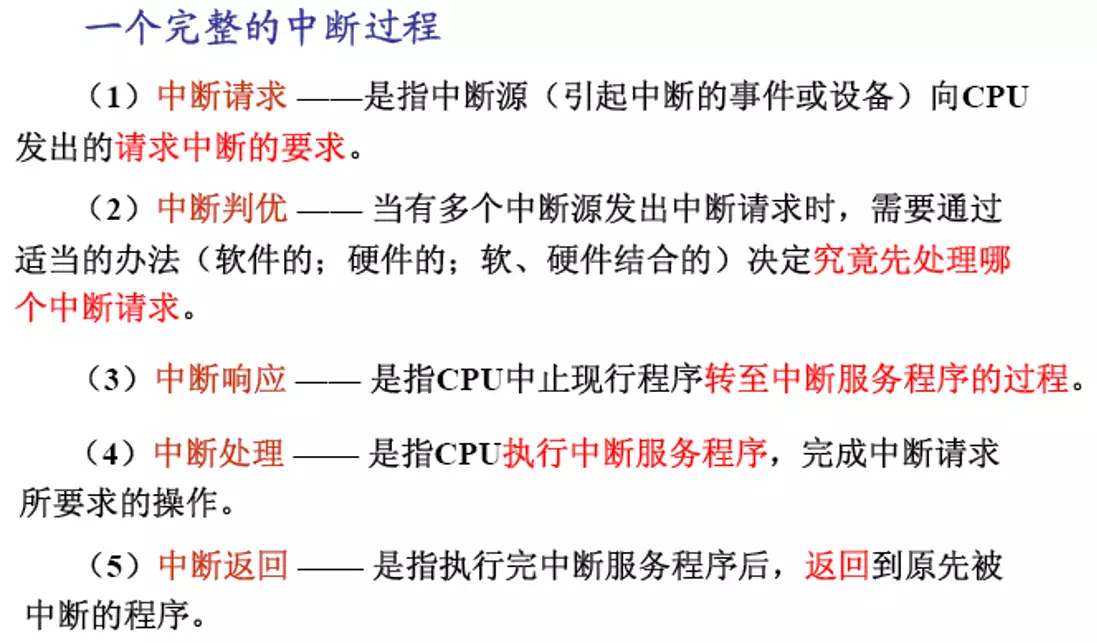 一个完整的中断过程
（1）中断请求 ——是指中断源（引起中断的事件或设备）向CPU
发出的请求中断的要求。
（2）中断判优 —— 当有多个中断源发出中断请求时，需要通过
适当的办法（软件的；硬件的；软、硬件结合的）决定究竟先处理哪
个中断请求。
（3）中断响应 —— 是指CPU中止现行程序转至中断服务程序的过程。
（4）中断处理 —— 是指CPU执行中断服务程序，完成中断请求
所要求的操作。
（5）中断返回 —— 是指执行完中断服务程序后，返回到原先被
中断的程序。